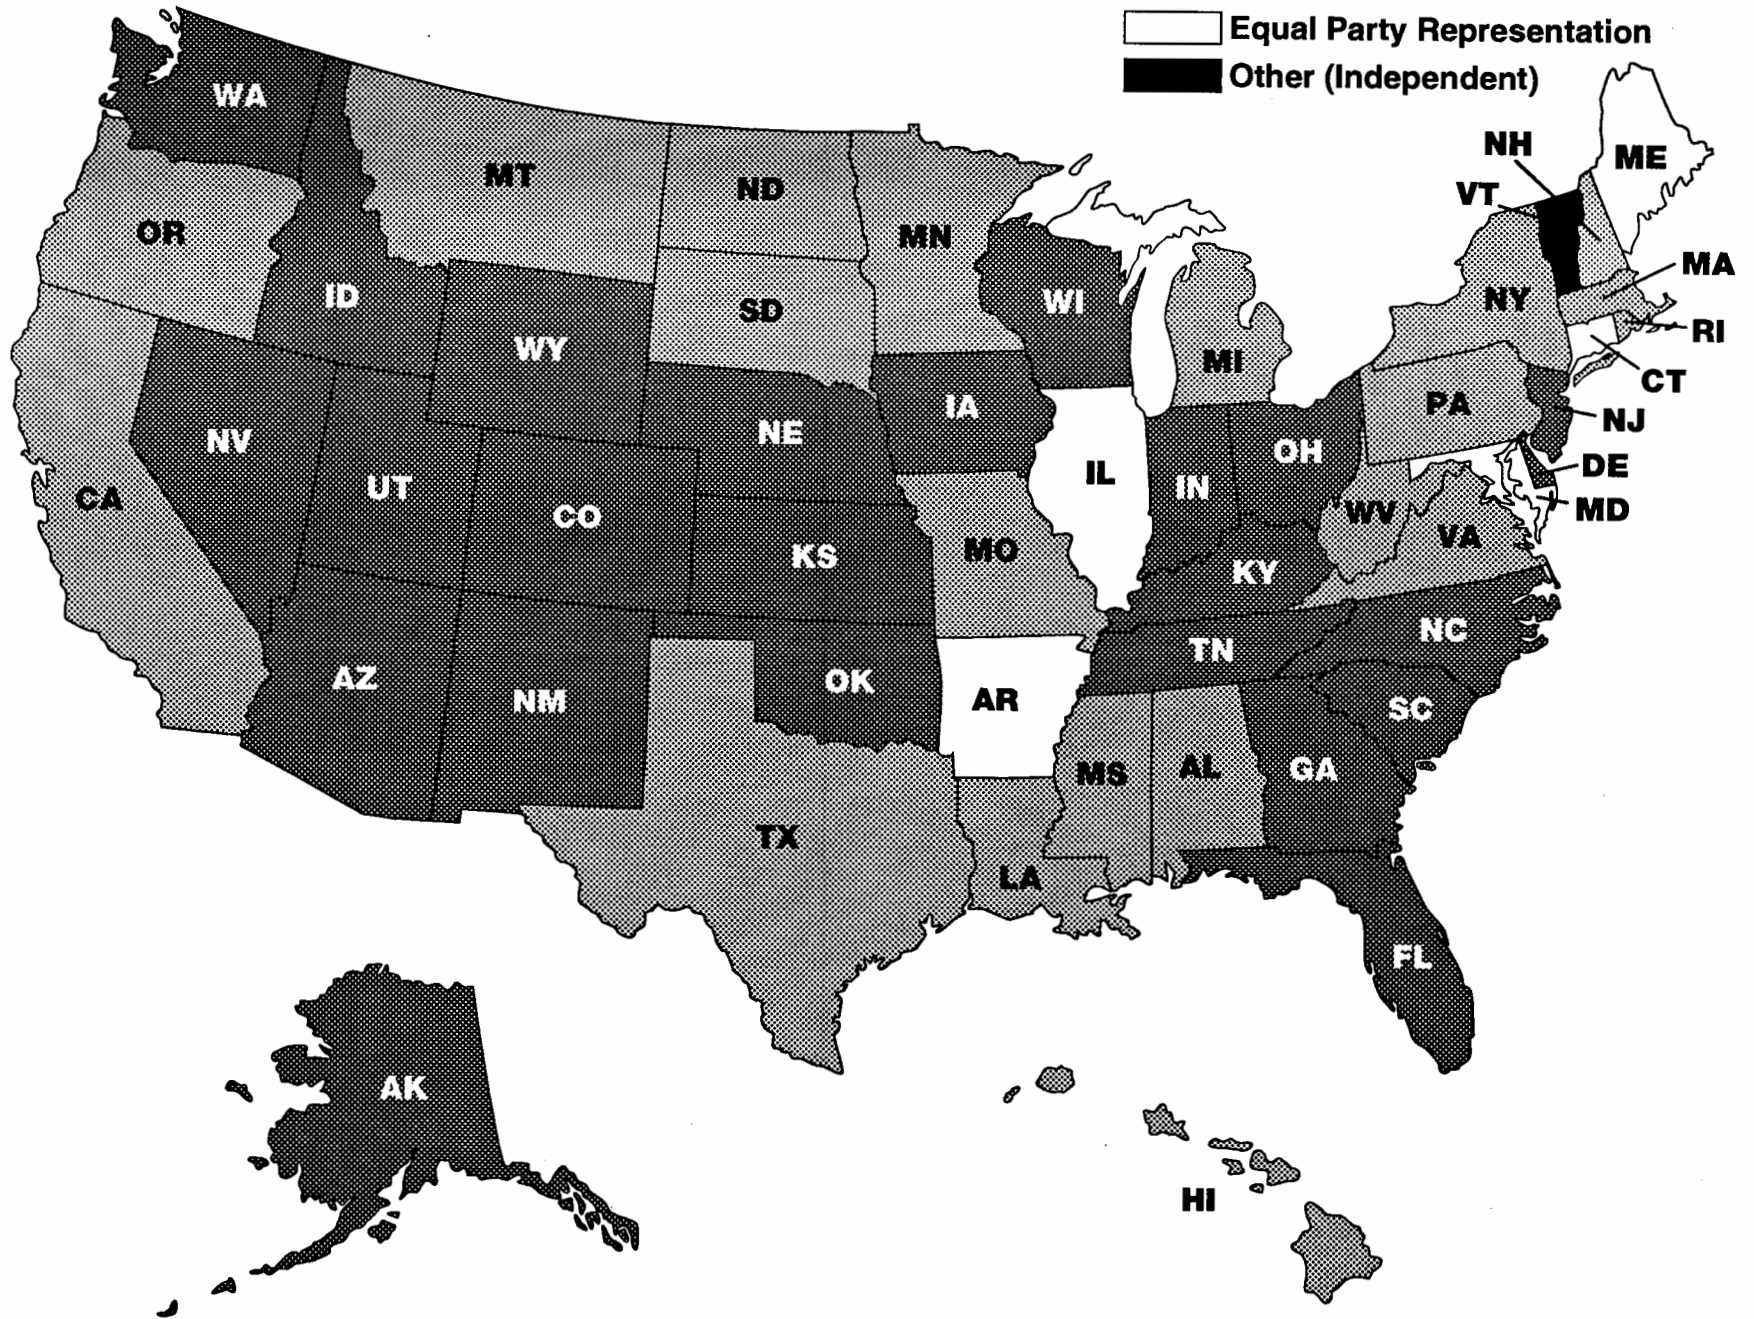 Equal Party Representation
Other (Independent)
WA
MT
ND
MN
NH
ME
VT
OR
ID
SD
WI
NY
MA
WY
MI
RI
CT
NV
NE
IA
PA
NJ
CA
UT
CO
IL
IN
OH
DE
MD
KS
MO
WV
VA
KY
NC
AZ
NM
OK
AR
TN
SC
TX
MS
AL
GA
LA
FL
AK
HI